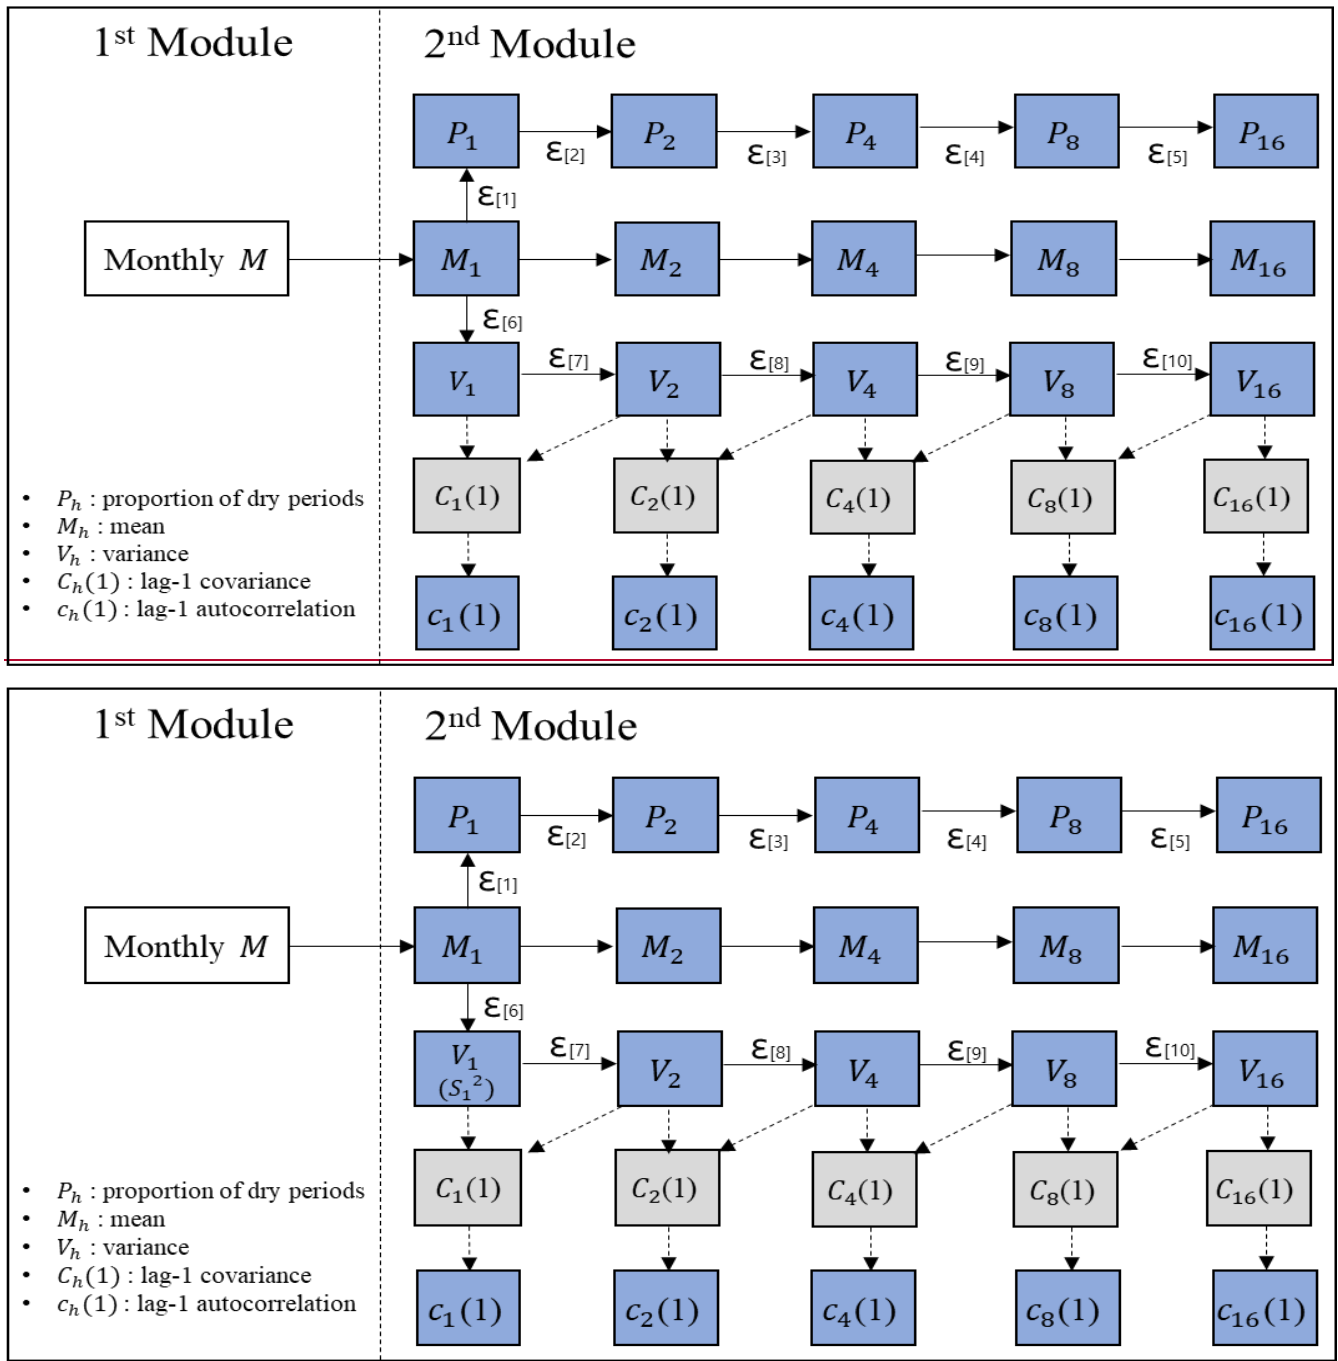 1st Module
2nd Module
P1 P2 P4 P8 P16
ε[2] ε[3] ε[4] ε[5]
ε[1]
Monthly M M1 M2 M4 M8 M16
ε[6]
ε[7] ε[8] ε[9] ε[10]
V1 V2 V4 V8 V16
C1(1) C2(1) C4(1) C8(1) C16(1)
• Ph : proportion of dry periods
• Mh : mean
• Vh : variance
• Ch(1) : lag-1 covariance
• ch(1) : lag-1 autocorrelation
c1(1) c2(1) c4(1) c8(1) c16(1)
1st Module
2nd Module
P1 P2 P4 P8 P16
ε[2] ε[3] ε[4] ε[5]
ε[1]
Monthly M M1 M2 M4 M8 M16
ε[6]
ε[7] ε[8] ε[9] ε[10]
V1 V2 V4 V8 V16
(S1²)
C1(1) C2(1) C4(1) C8(1) C16(1)
• Ph : proportion of dry periods
• Mh : mean
• Vh : variance
• Ch(1) : lag-1 covariance
• ch(1) : lag-1 autocorrelation
c1(1) c2(1) c4(1) c8(1) c16(1)